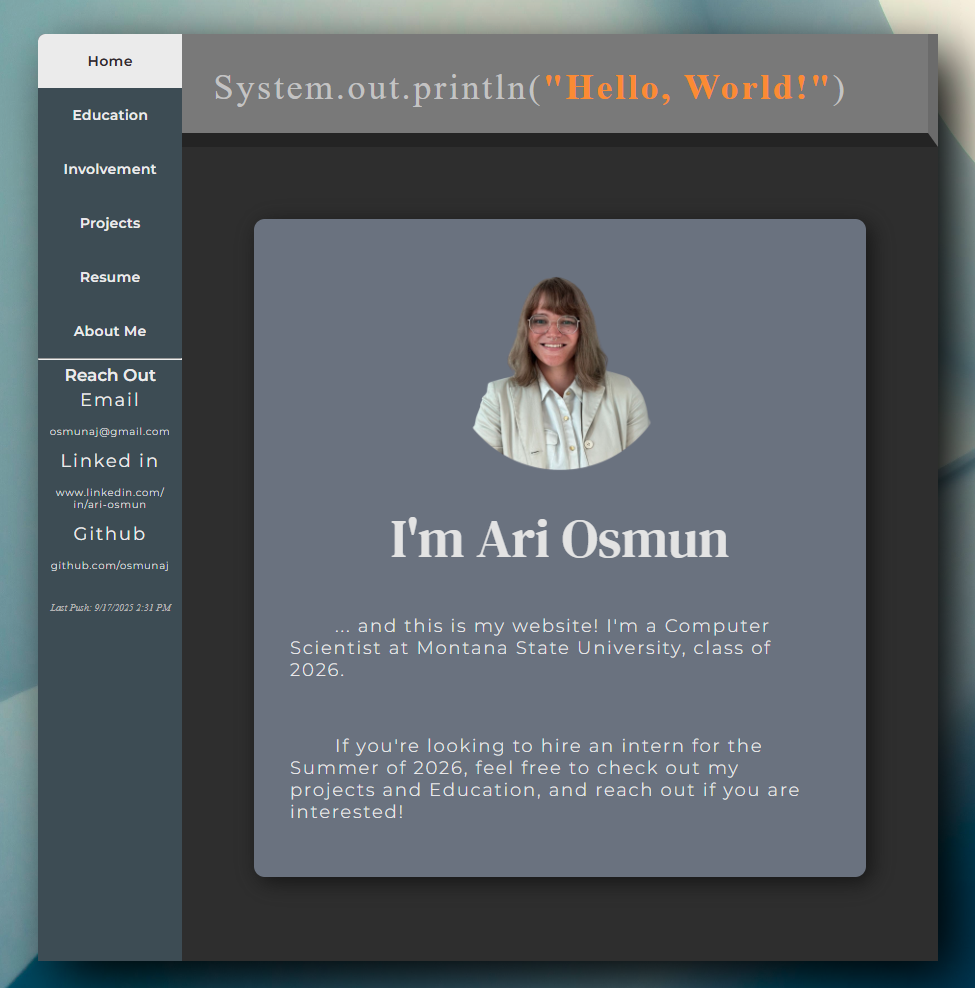 Home
System.out.println("Hello, World!")
Education
Involvement
Projects
Resume
About Me
Reach Out
Email
osmunaj@gmail.com
Linked in
www.linkedin.com/
in/ari-osmun
Github
github.com/osmunaj
Last Push: 9/17/2025 2:31 PM
I'm Ari Osmun
... and this is my website! I'm a Computer
Scientist at Montana State University, class of
2026.
If you're looking to hire an intern for the
Summer of 2026, feel free to check out my
projects and Education, and reach out if you are
interested!